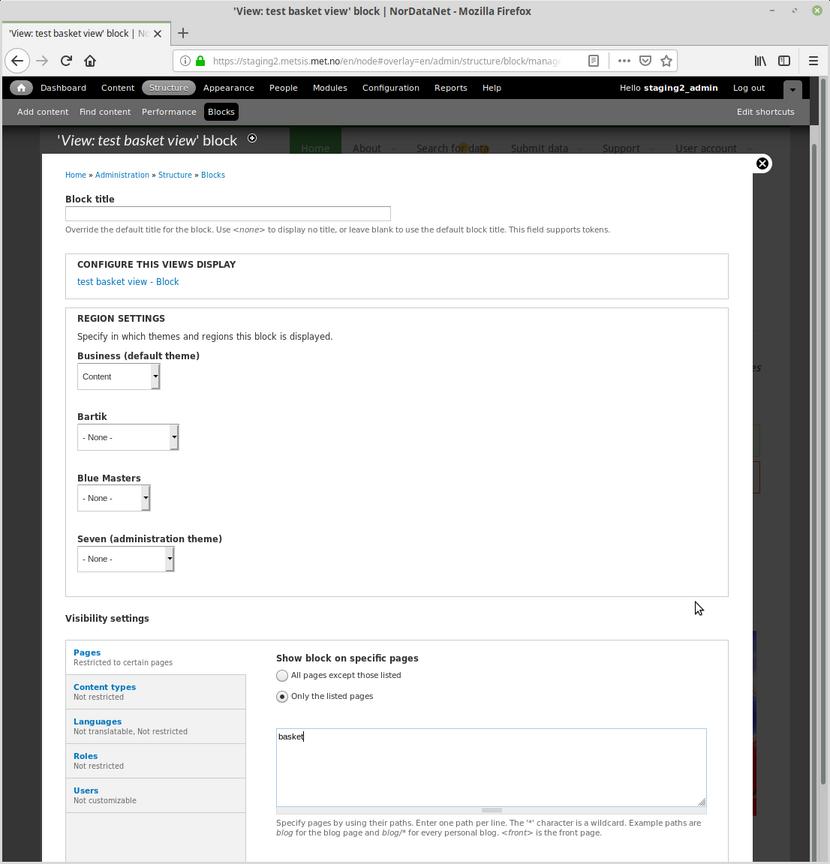 'View: test basket view' block | NorDataNet - Mozilla Firefox
'View: test basket view' block | No
https://staging2.metsis.met.no/en/node#overlay=en/admin/structure/block/manag
Dashboard Content Structure Appearance People Modules Configuration Reports Help Hello staging2_admin Log out
Add content Find content Performance Blocks Edit shortcuts
'View: test basket view' block
Home About Search for data Submit data Support User account
Home » Administration » Structure » Blocks
Block title
Override the default title for the block. Use <none> to display no title, or leave blank to use the default block title. This field supports tokens.
CONFIGURE THIS VIEWS DISPLAY
test basket view - Block
REGION SETTINGS
Specify in which themes and regions this block is displayed.
Business (default theme)
Content
Bartik
- None -
Blue Masters
- None -
Seven (administration theme)
- None -
Visibility settings
Pages
Restricted to certain pages
Content types
Not restricted
Languages
Not translatable, Not restricted
Roles
Not restricted
Users
Not customizable
Show block on specific pages
All pages except those listed
Only the listed pages
basket
Specify pages by using their paths. Enter one path per line. The '*' character is a wildcard. Example paths are
blog for the blog page and blog/* for every personal blog. <front> is the front page.